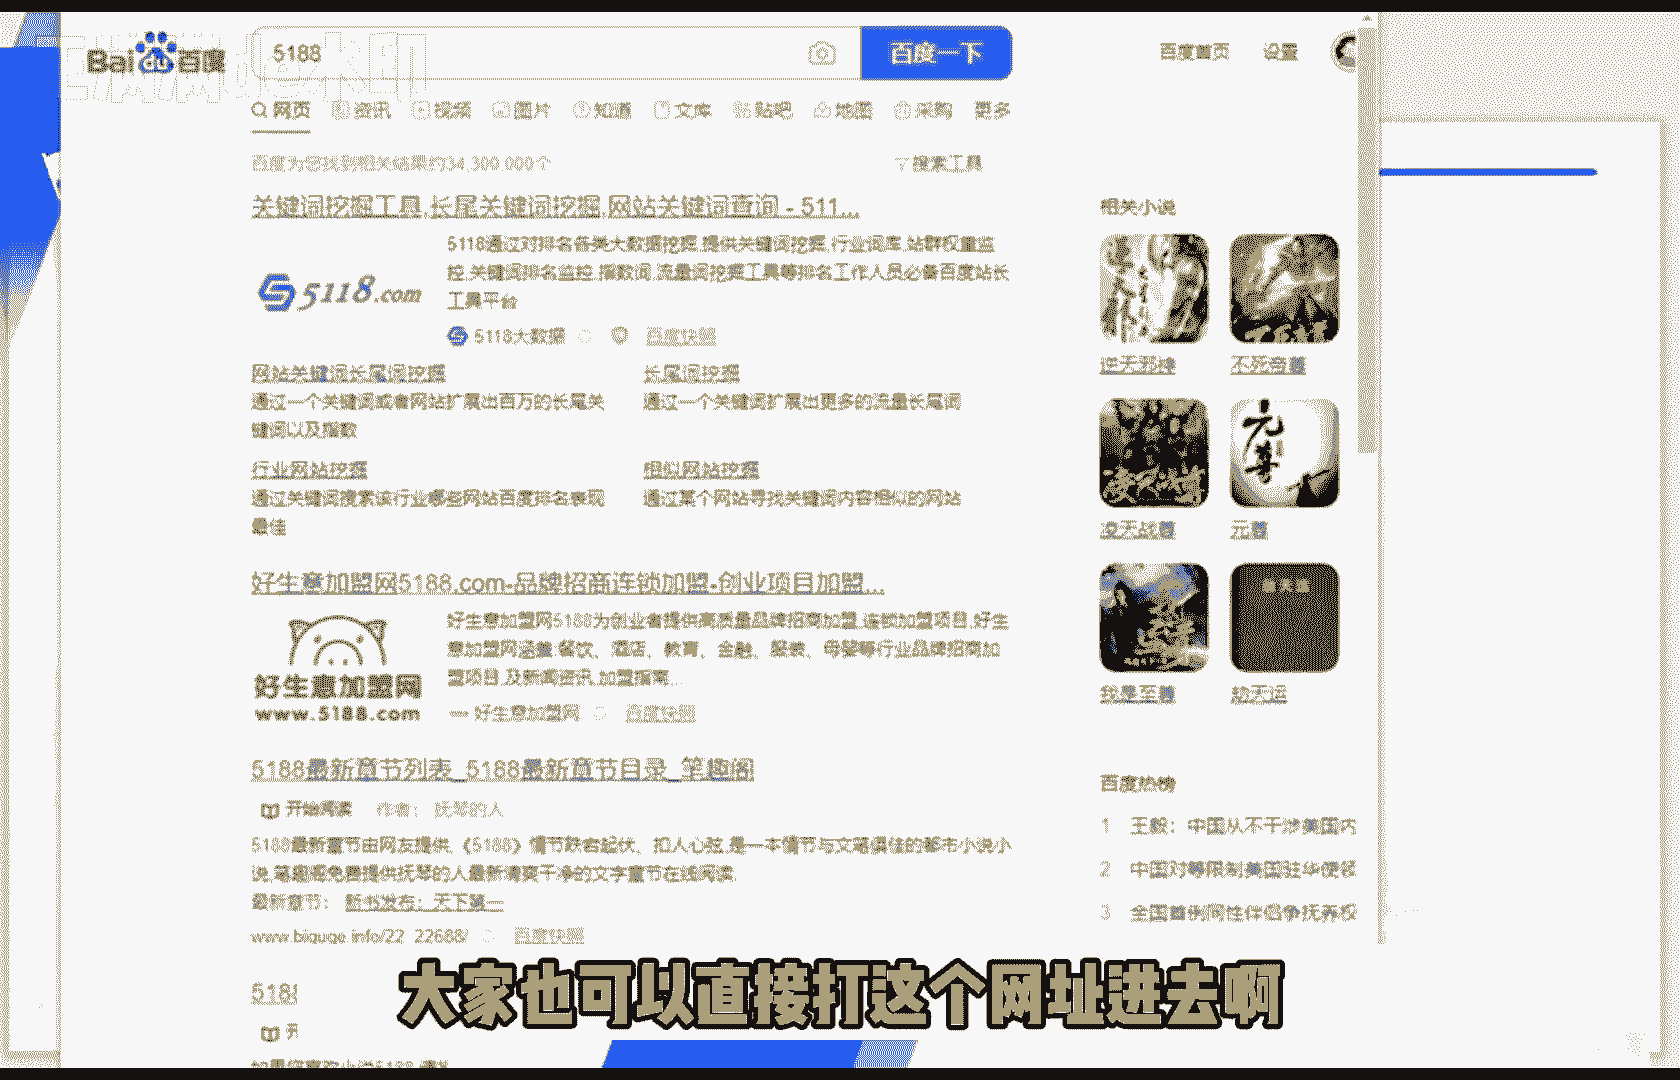 Bai du 百度
5188
百度一下
百度首页 设置
网页 资讯 视频 图片 知道 文库 贴吧 地图 采购 更多
百度为您找到相关结果约34,300,000个
搜索工具
关键词挖掘工具,长尾关键词挖掘,网站关键词查询 - 511...
5118通过对排名各类大数据挖掘,提供关键词挖掘,行业词库,站群权重监
控,关键词排名监控,指数词,流量词挖掘工具等排名工作人员必备百度站长
工具平台
5118.com
5118大数据 百度快照
网站关键词长尾词挖掘
通过一个关键词或者网站扩展出百万的长尾关
键词以及指数
长尾词挖掘
通过一个关键词扩展出更多的流量长尾词
行业网站挖掘
通过关键词搜索该行业哪些网站百度排名表现
最佳
相似网站挖掘
通过某个网站寻找关键词内容相似的网站
好生意加盟网5188.com-品牌招商连锁加盟-创业项目加盟...
好生意加盟网5188为创业者提供高质量品牌招商加盟,连锁加盟项目,好生
意加盟网涵盖:餐饮、酒店、教育、金融、服装、母婴等行业品牌招商加
盟项目,及新闻资讯,加盟指南...
好生意加盟网
www.5188.com
好生意加盟网 百度快照
5188最新章节列表_5188最新章节目录_笔趣阁
开始阅读 作者: 抚琴的人
5188最新章节由网友提供,《5188》情节跌宕起伏、扣人心弦,是一本情节与文笔俱佳的都市小说小
说,笔趣阁免费提供抚琴的人最新清爽干净的文字章节在线阅读.
最新章节: 新书发布:天下第一
www.biquge.info/22_22688/ 百度快照
518
开
相关小说
逆天邪神 不死帝尊
凌天战尊 元尊
元尊
我是至尊 劫天运
百度热榜
1 王毅:中国从不干涉美国内
2 中国对等限制美国驻华使领
3 全国首例同性伴侣争抚养权
大家也可以直接打这个网址进去啊